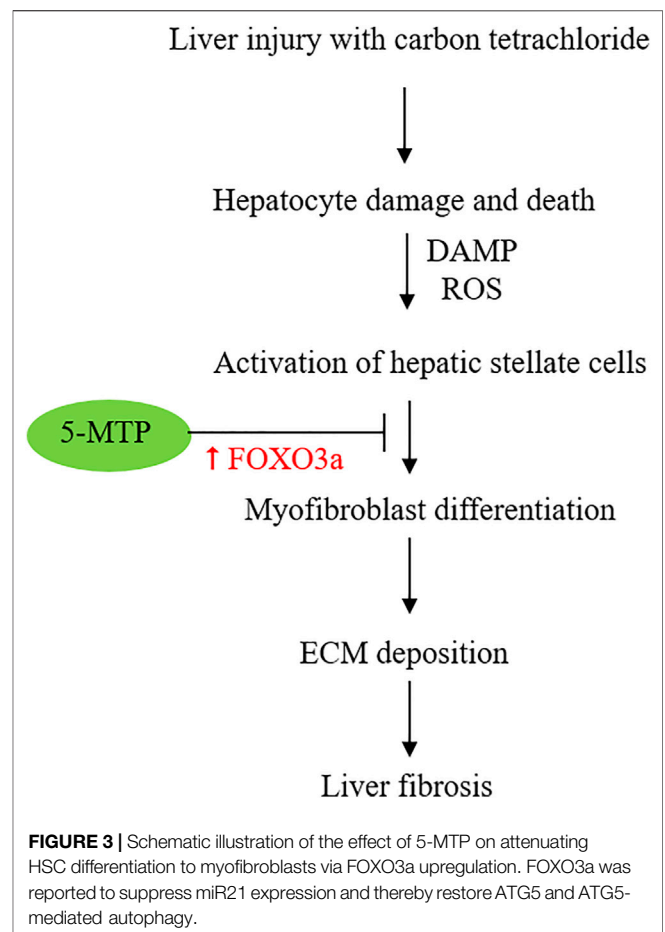 Liver injury with carbon tetrachloride
Hepatocyte damage and death
DAMP
ROS
Activation of hepatic stellate cells
5-MTP
↑ FOXO3a
Myofibroblast differentiation
ECM deposition
Liver fibrosis
FIGURE 3 | Schematic illustration of the effect of 5-MTP on attenuating
HSC differentiation to myofibroblasts via FOXO3a upregulation. FOXO3a was
reported to suppress miR21 expression and thereby restore ATG5 and ATG5-
mediated autophagy.